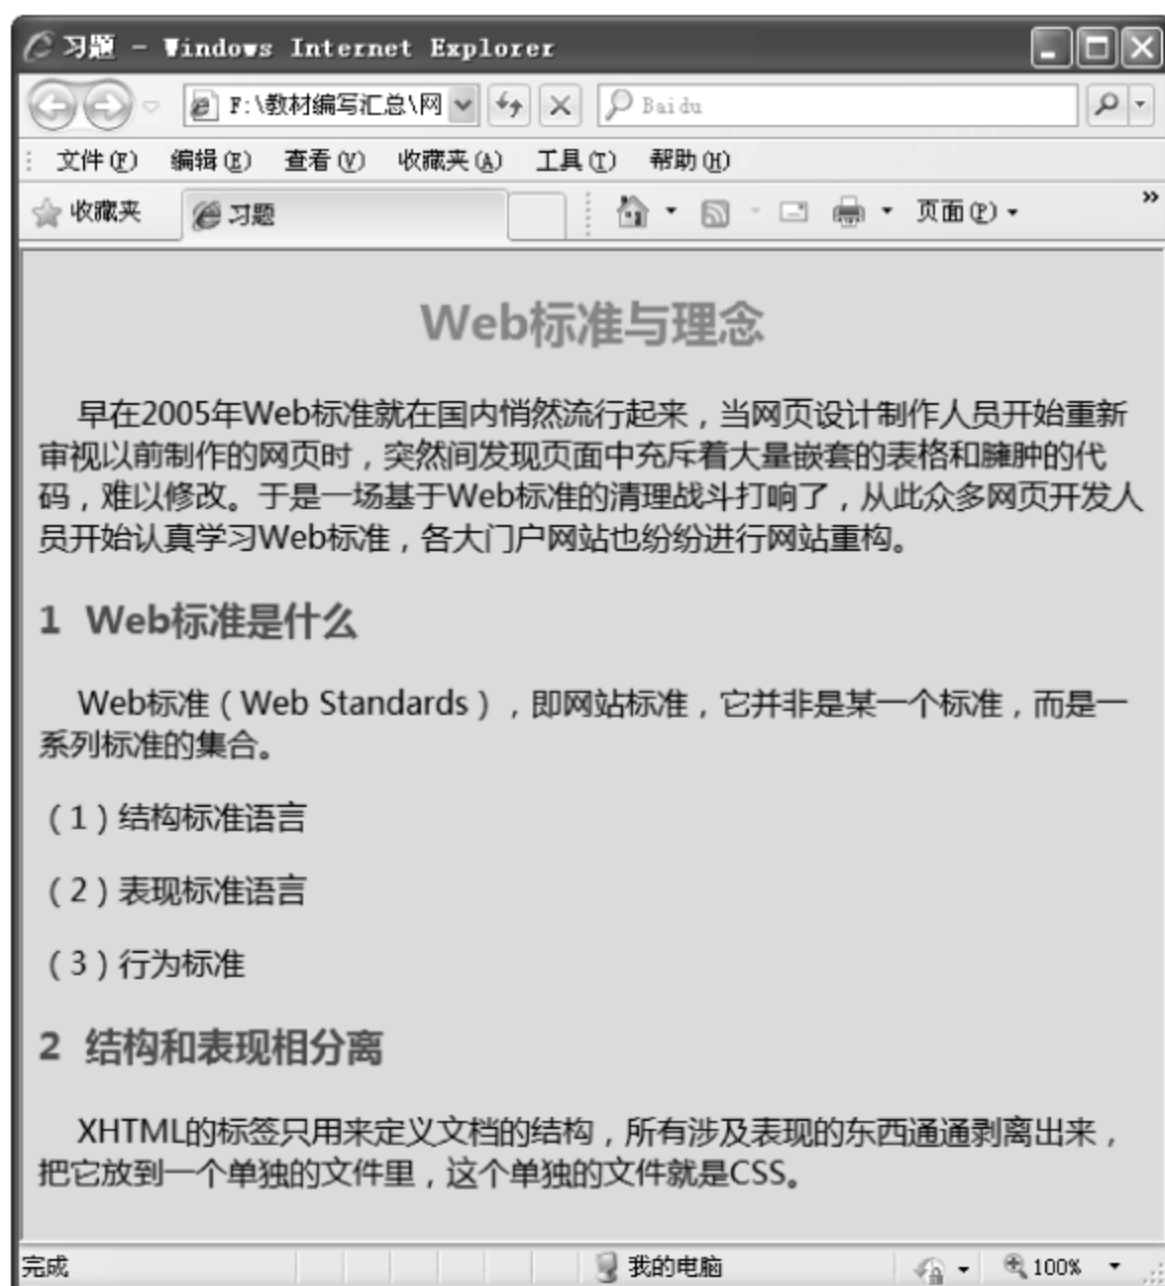 习题 - Windows Internet Explorer
F:\教材编写汇总\网 Baidu
文件(F) 编辑(E) 查看(V) 收藏夹(A) 工具(T) 帮助(H)
收藏夹 习题 页面(P) »
Web标准与理念
早在2005年Web标准就在国内悄然流行起来，当网页设计制作人员开始重新
审视以前制作的网页时，突然间发现页面中充斥着大量嵌套的表格和臃肿的代
码，难以修改。于是一场基于Web标准的清理战斗打响了，从此众多网页开发人
员开始认真学习Web标准，各大门户网站也纷纷进行网站重构。
1 Web标准是什么
Web标准（Web Standards），即网站标准，它并非是某一个标准，而是一
系列标准的集合。
（1）结构标准语言
（2）表现标准语言
（3）行为标准
2 结构和表现相分离
XHTML的标签只用来定义文档的结构，所有涉及表现的东西通通剥离出来，
把它放到一个单独的文件里，这个单独的文件就是CSS。
完成 我的电脑 100%